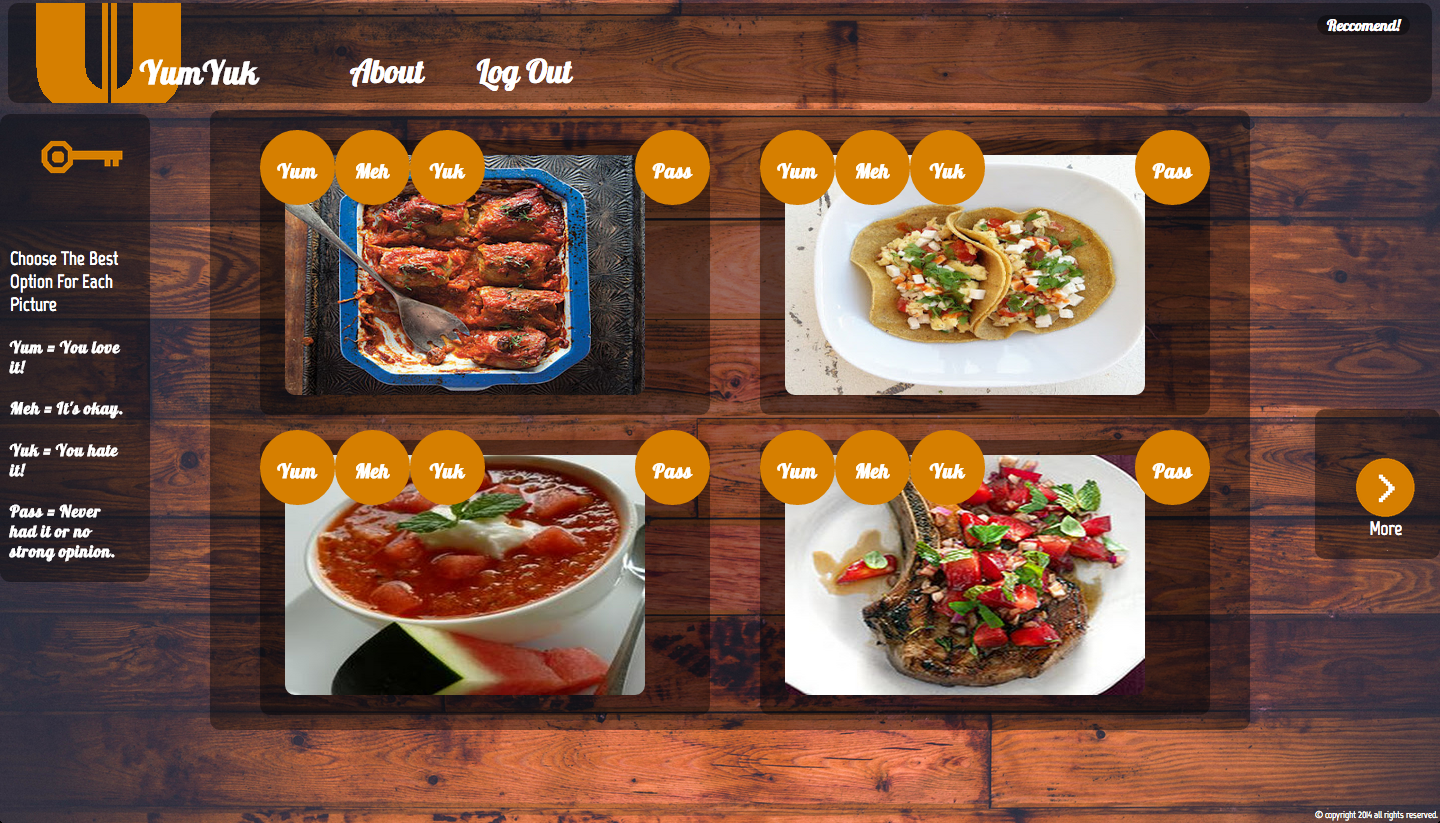 Reccomend!
YumYuk About Log Out
Choose The Best
Option For Each
Picture
Yum = You love
it!
Meh = It's okay.
Yuk = You hate
it!
Pass = Never
had it or no
strong opinion.
Yum Meh Yuk Pass
Yum Meh Yuk Pass
Yum Meh Yuk Pass
Yum Meh Yuk Pass
More
© copyright 2014 all rights reserved.